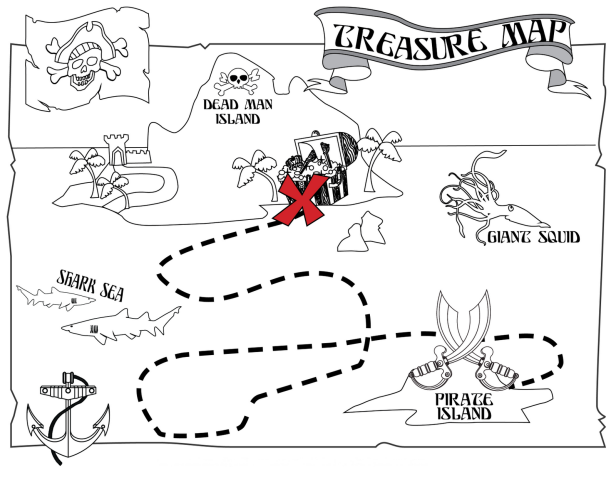 TREASURE MAP
DEAD MAN
ISLAND
GIANT SQUID
SHARK SEA
PIRATE
ISLAND